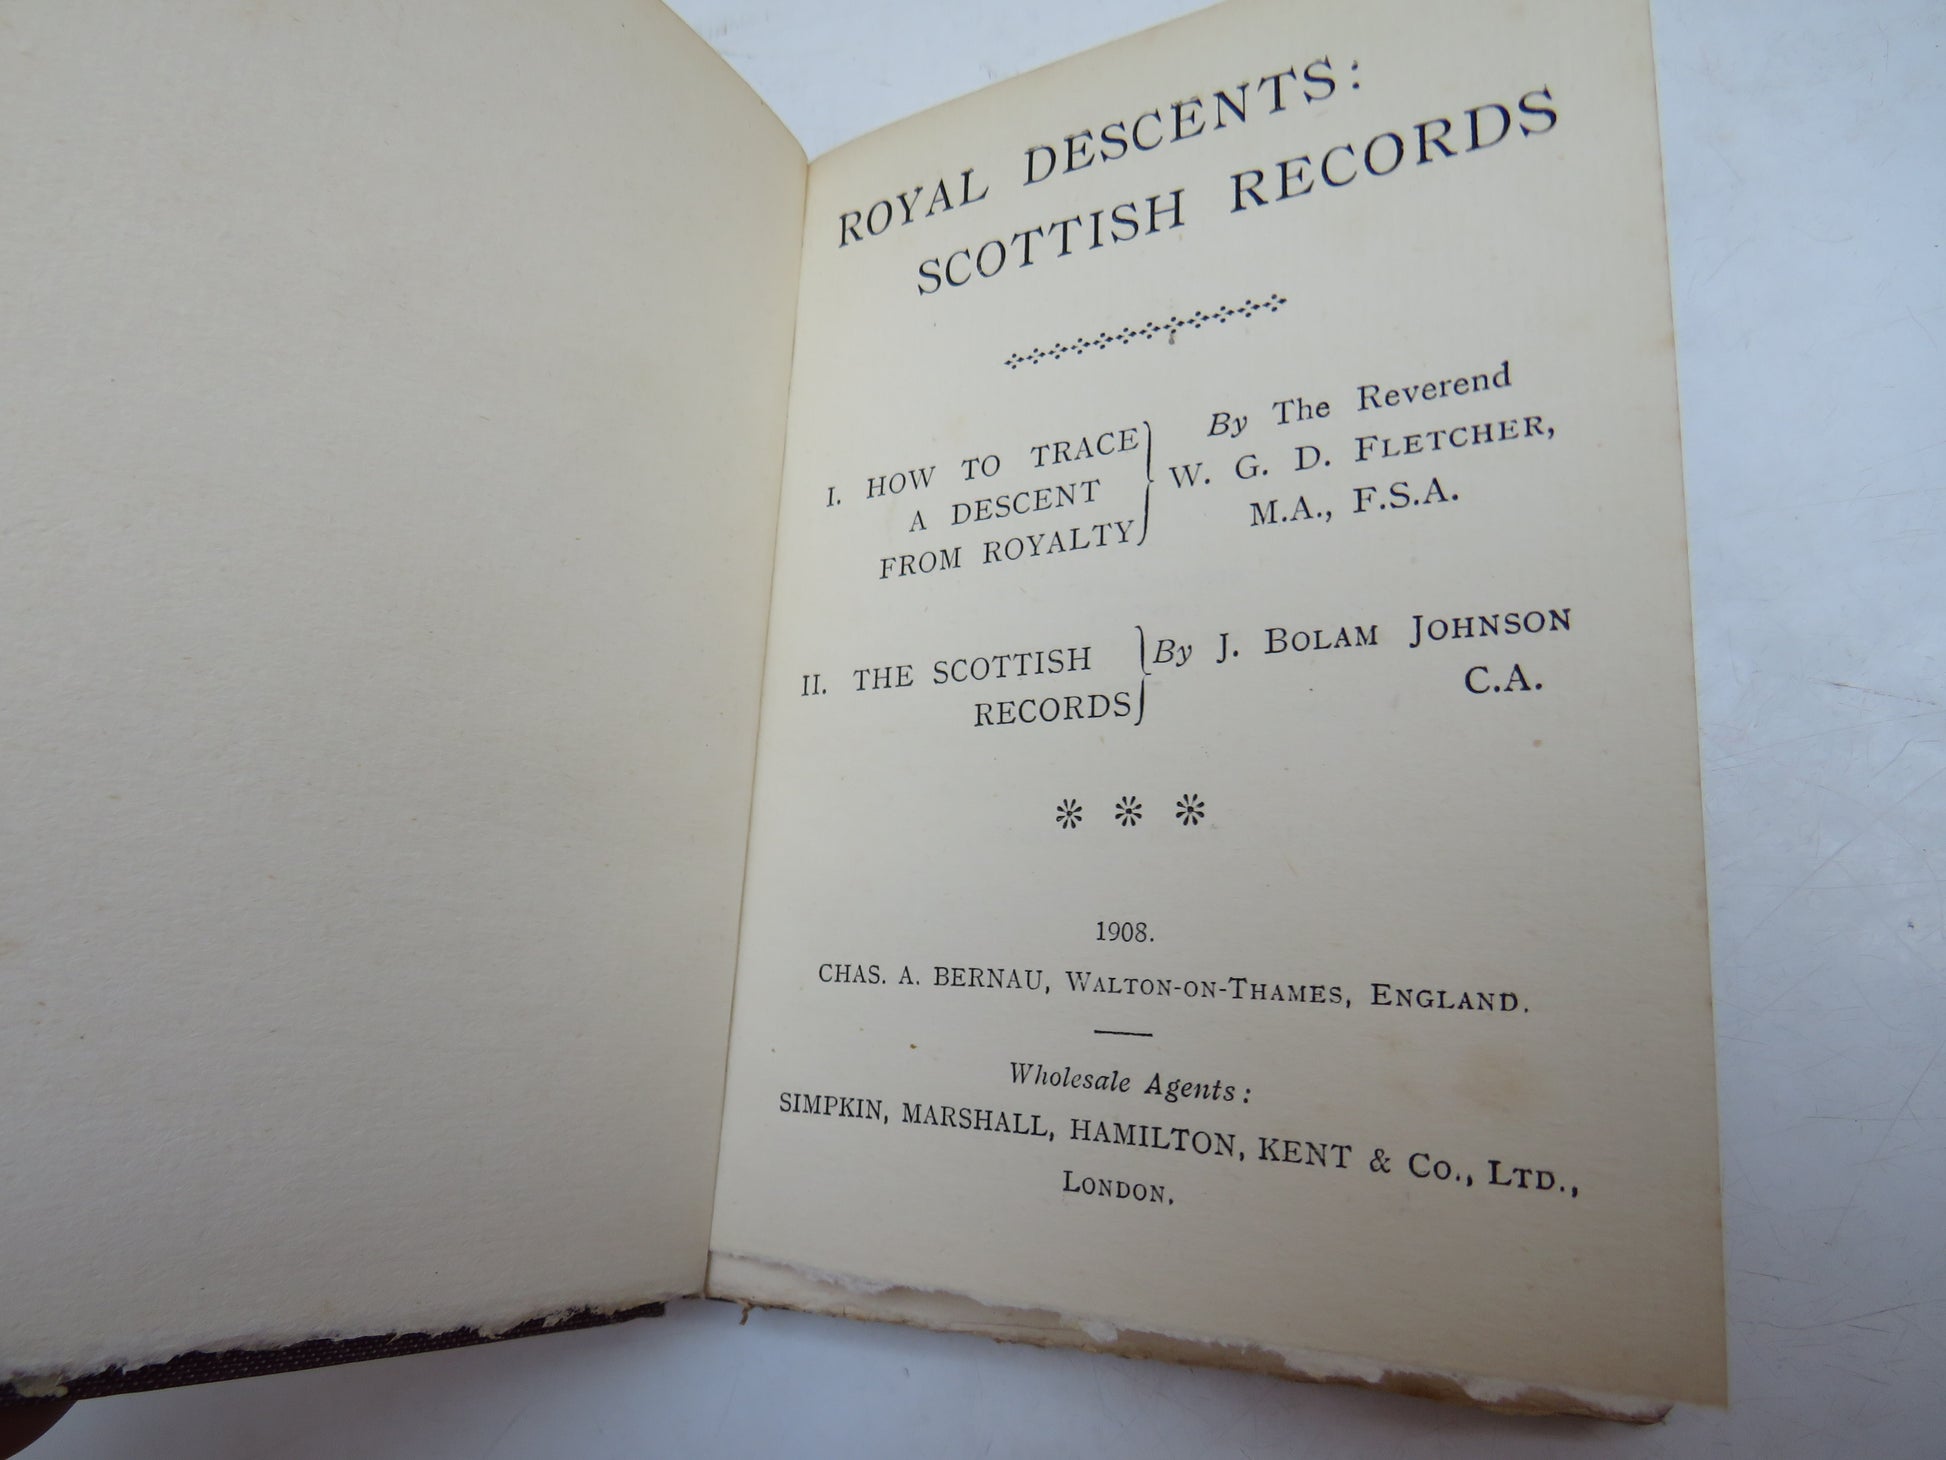 ROYAL DESCENTS:
SCOTTISH RECORDS
I. HOW TO TRACE
A DESCENT
FROM ROYALTY
By The Reverend
W. G. D. FLETCHER,
M.A., F.S.A.
II. THE SCOTTISH
RECORDS
By J. BOLAM JOHNSON
C.A.
* * *
1908.
CHAS. A. BERNAU, WALTON-ON-THAMES, ENGLAND.
Wholesale Agents:
SIMPKIN, MARSHALL, HAMILTON, KENT & CO., LTD.,
LONDON.